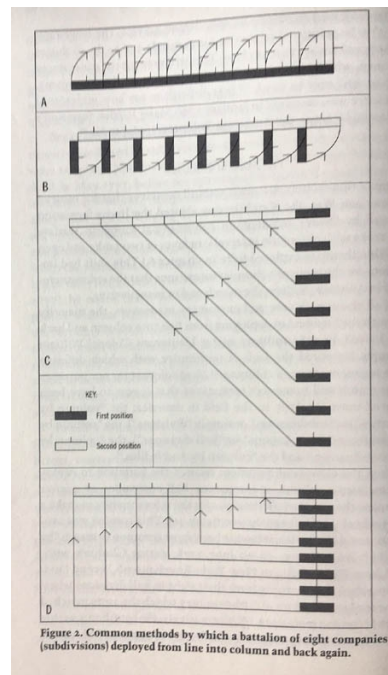 A
B
C
KEY
First position
Second position
D
Figure 2. Common methods by which a battalion of eight companies
(subdivisions) deployed from line into column and back again.